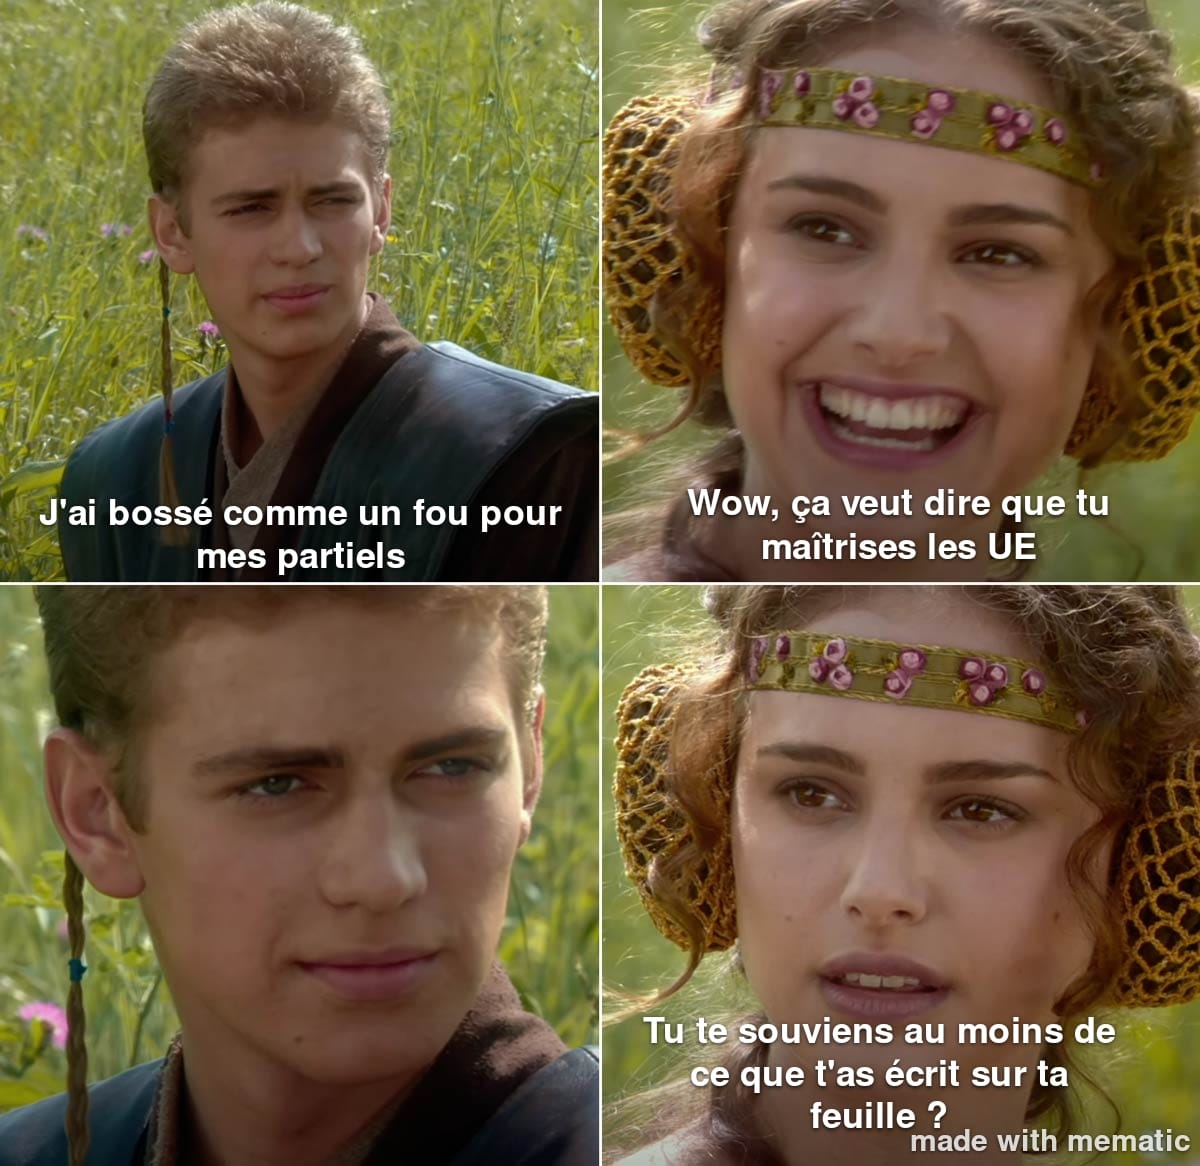 J'ai bossé comme un fou pour
mes partiels
Wow, ça veut dire que tu
maîtrises les UE
Tu te souviens au moins de
ce que t'as écrit sur ta
feuille ?
made with mematic